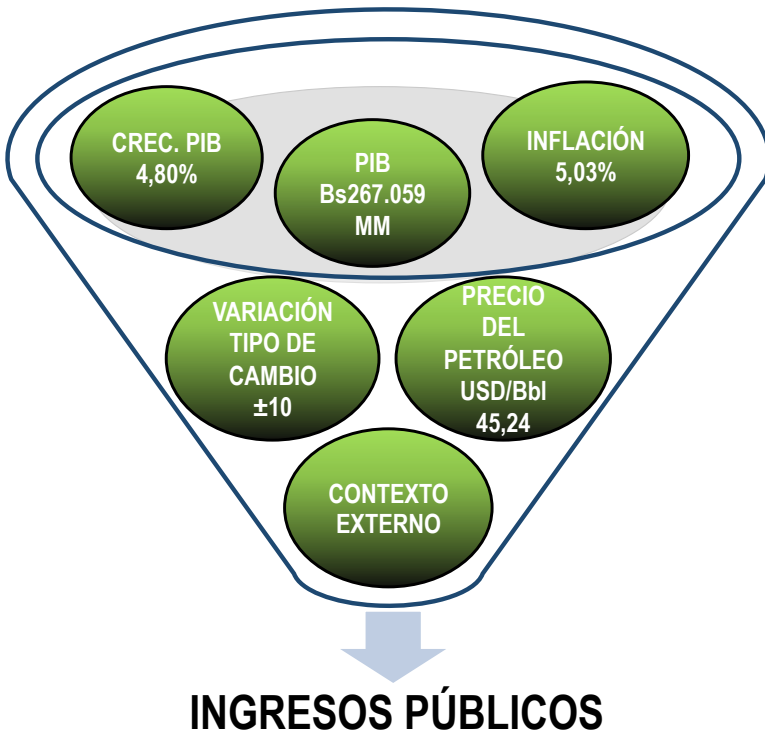 CREC. PIB
4,80%
PIB
Bs267.059
MM
INFLACIÓN
5,03%
VARIACIÓN
TIPO DE
CAMBIO
±10
PRECIO
DEL
PETRÓLEO
USD/Bbl
45,24
CONTEXTO
EXTERNO
INGRESOS PÚBLICOS